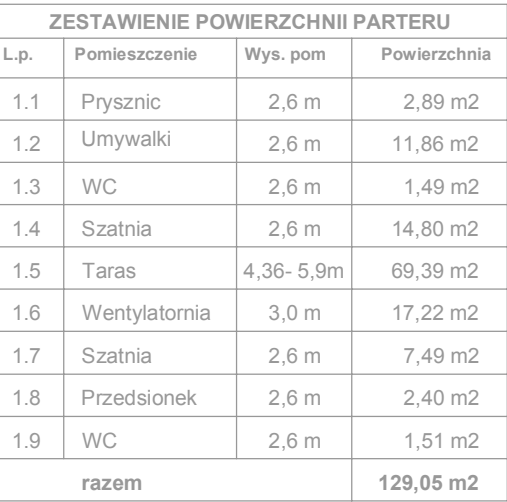 ZESTAWIENIE POWIERZCHNII PARTERU
L.p. Pomieszczenie Wys. pom Powierzchnia
1.1 Prysznic 2,6 m 2,89 m2
1.2 Umywalki 2,6 m 11,86 m2
1.3 WC 2,6 m 1,49 m2
1.4 Szatnia 2,6 m 14,80 m2
1.5 Taras 4,36- 5,9m 69,39 m2
1.6 Wentylatornia 3,0 m 17,22 m2
1.7 Szatnia 2,6 m 7,49 m2
1.8 Przedsionek 2,6 m 2,40 m2
1.9 WC 2,6 m 1,51 m2
razem 129,05 m2